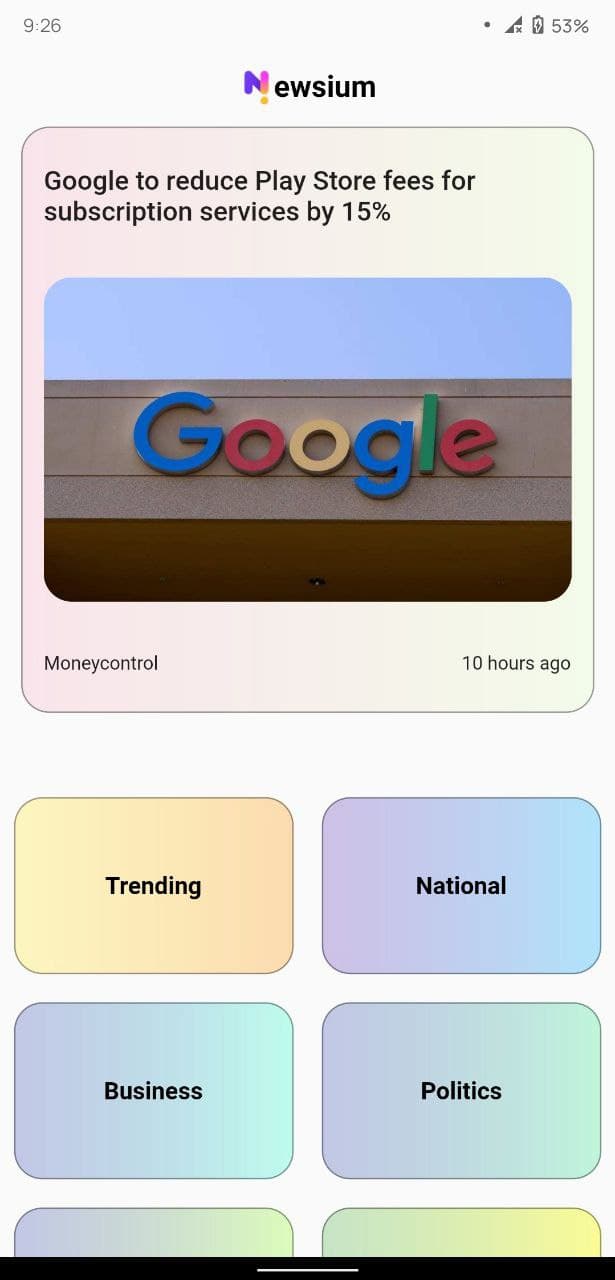 9:26
53%
Newsium
Google to reduce Play Store fees for
subscription services by 15%
Google
Moneycontrol
10 hours ago
Trending
National
Business
Politics